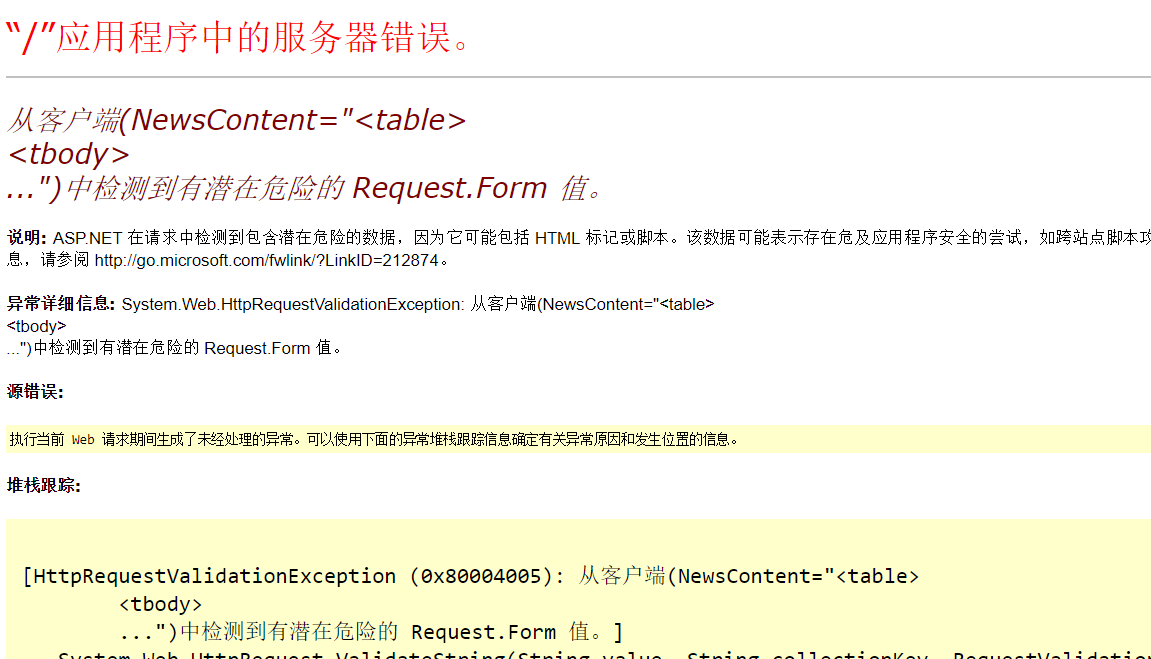 “/”应用程序中的服务器错误。
从客户端(NewsContent="<table>
<tbody>
...")中检测到有潜在危险的 Request.Form 值。
说明: ASP.NET 在请求中检测到包含潜在危险的数据，因为它可能包括 HTML 标记或脚本。该数据可能表示存在危及应用程序安全的尝试，如跨站点脚本攻
息，请参阅 http://go.microsoft.com/fwlink/?LinkID=212874。
异常详细信息: System.Web.HttpRequestValidationException: 从客户端(NewsContent="<table>
<tbody>
...")中检测到有潜在危险的 Request.Form 值。
源错误:
执行当前 Web 请求期间生成了未经处理的异常。可以使用下面的异常堆栈跟踪信息确定有关异常原因和发生位置的信息。
堆栈跟踪:
[HttpRequestValidationException (0x80004005): 从客户端(NewsContent="<table>
<tbody>
...")中检测到有潜在危险的 Request.Form 值。]
System.Web.HttpRequest.ValidateString(String value, String collectionKey, RequestValidation